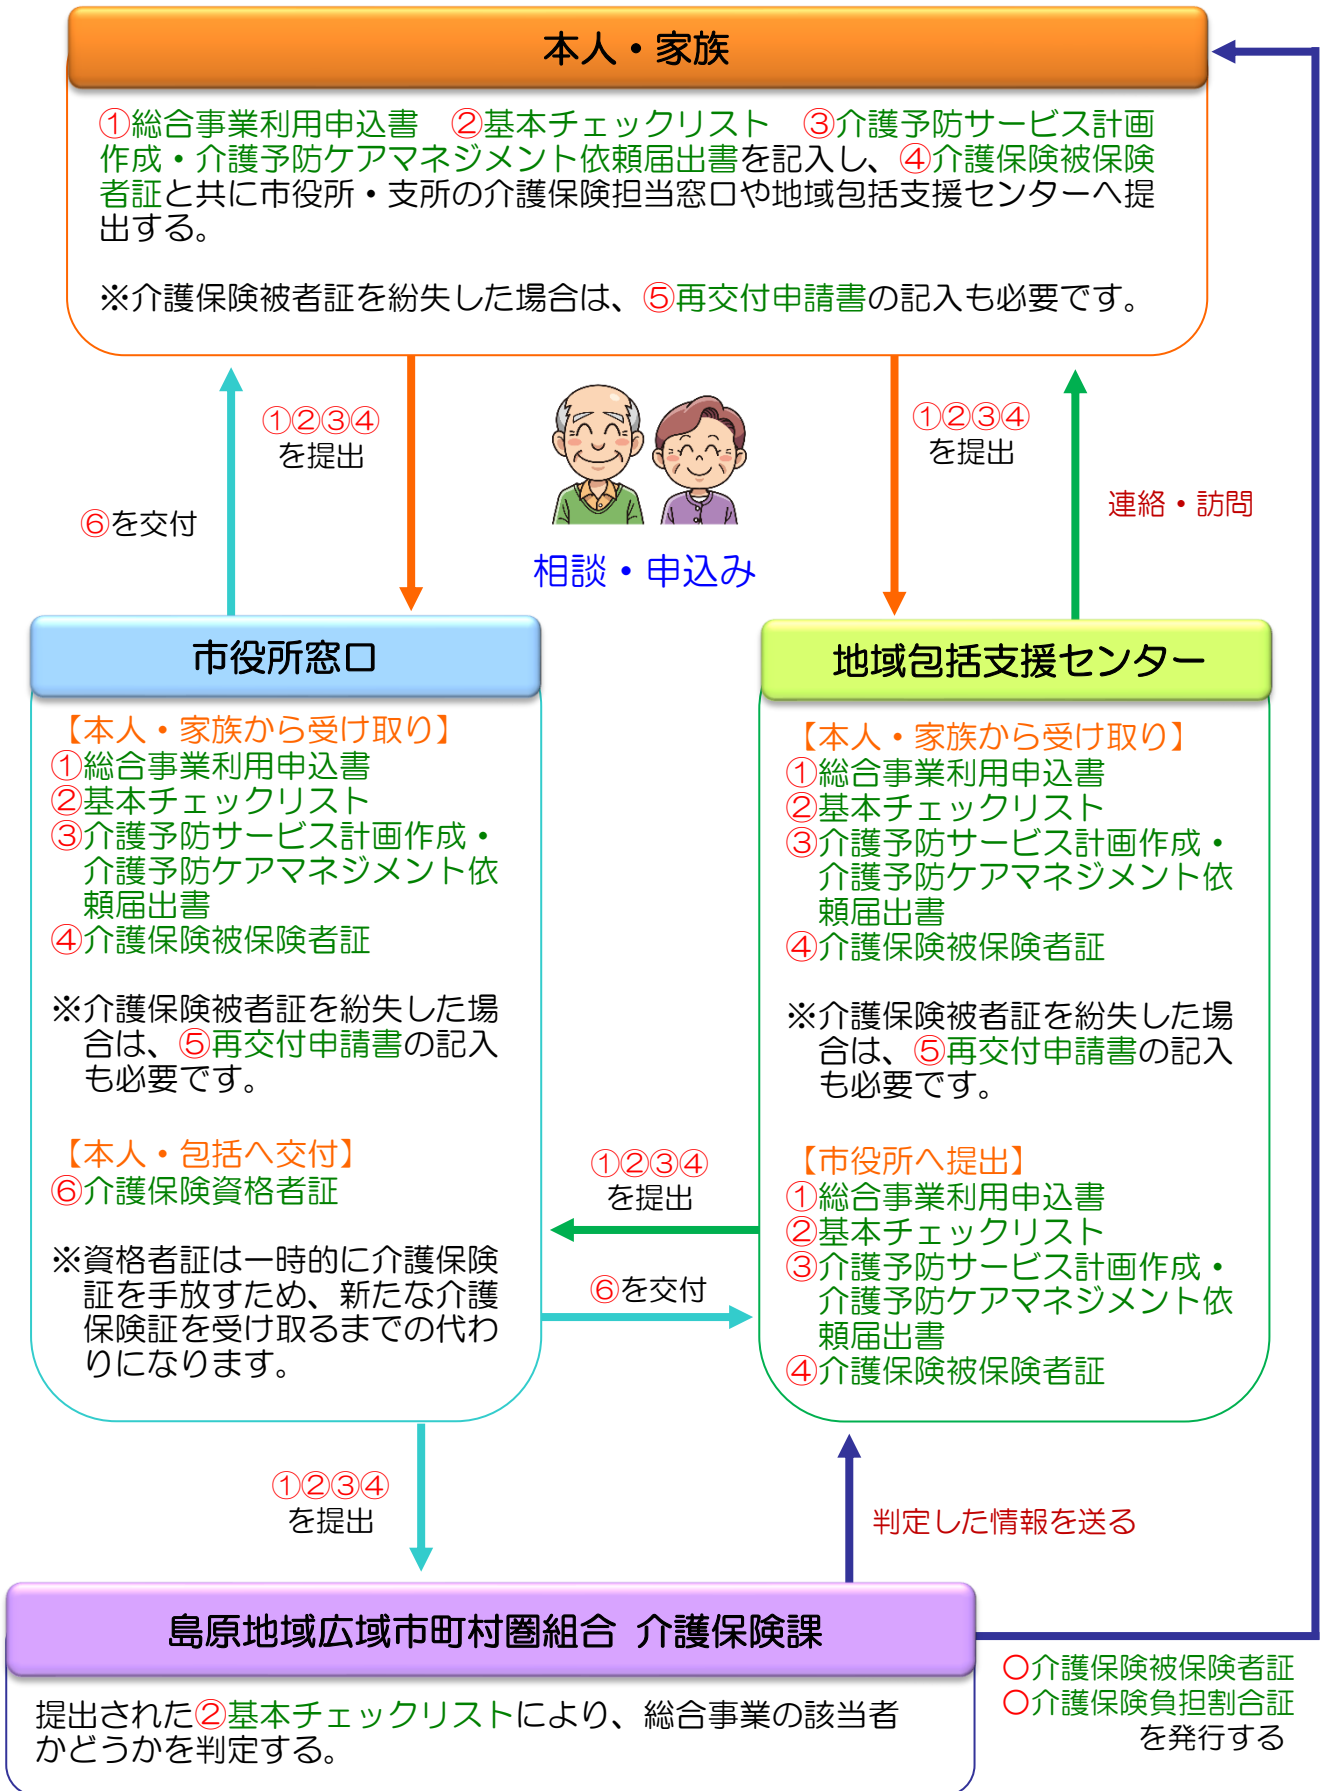 本人・家族
①総合事業利用申込書　②基本チェックリスト　③介護予防サービス計画
作成・介護予防ケアマネジメント依頼届出書を記入し、④介護保険被保険
者証と共に市役所・支所の介護保険担当窓口や地域包括支援センターへ提
出する。
※介護保険被者証を紛失した場合は、⑤再交付申請書の記入も必要です。
①②③④
を提出
⑥を交付
相談・申込み
①②③④
を提出
連絡・訪問
市役所窓口
【本人・家族から受け取り】
①総合事業利用申込書
②基本チェックリスト
③介護予防サービス計画作成・
介護予防ケアマネジメント依
頼届出書
④介護保険被保険者証
※介護保険被者証を紛失した場
合は、⑤再交付申請書の記入
も必要です。
【本人・包括へ交付】
⑥介護保険資格者証
※資格者証は一時的に介護保険
証を手放すため、新たな介護
保険証を受け取るまでの代わ
りになります。
①②③④
を提出
⑥を交付
地域包括支援センター
【本人・家族から受け取り】
①総合事業利用申込書
②基本チェックリスト
③介護予防サービス計画作成・
介護予防ケアマネジメント依
頼届出書
④介護保険被保険者証
※介護保険被者証を紛失した場
合は、⑤再交付申請書の記入
も必要です。
【市役所へ提出】
①総合事業利用申込書
②基本チェックリスト
③介護予防サービス計画作成・
介護予防ケアマネジメント依
頼届出書
④介護保険被保険者証
①②③④
を提出
判定した情報を送る
島原地域広域市町村圏組合 介護保険課
提出された②基本チェックリストにより、総合事業の該当者
かどうかを判定する。
〇介護保険被保険者証
〇介護保険負担割合証
を発行する